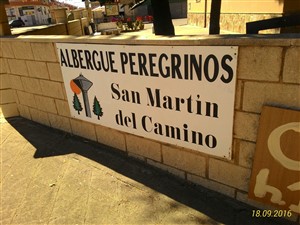 ALBERGUE PEREGRINOS
San Martin
del Camino
18.09.2016